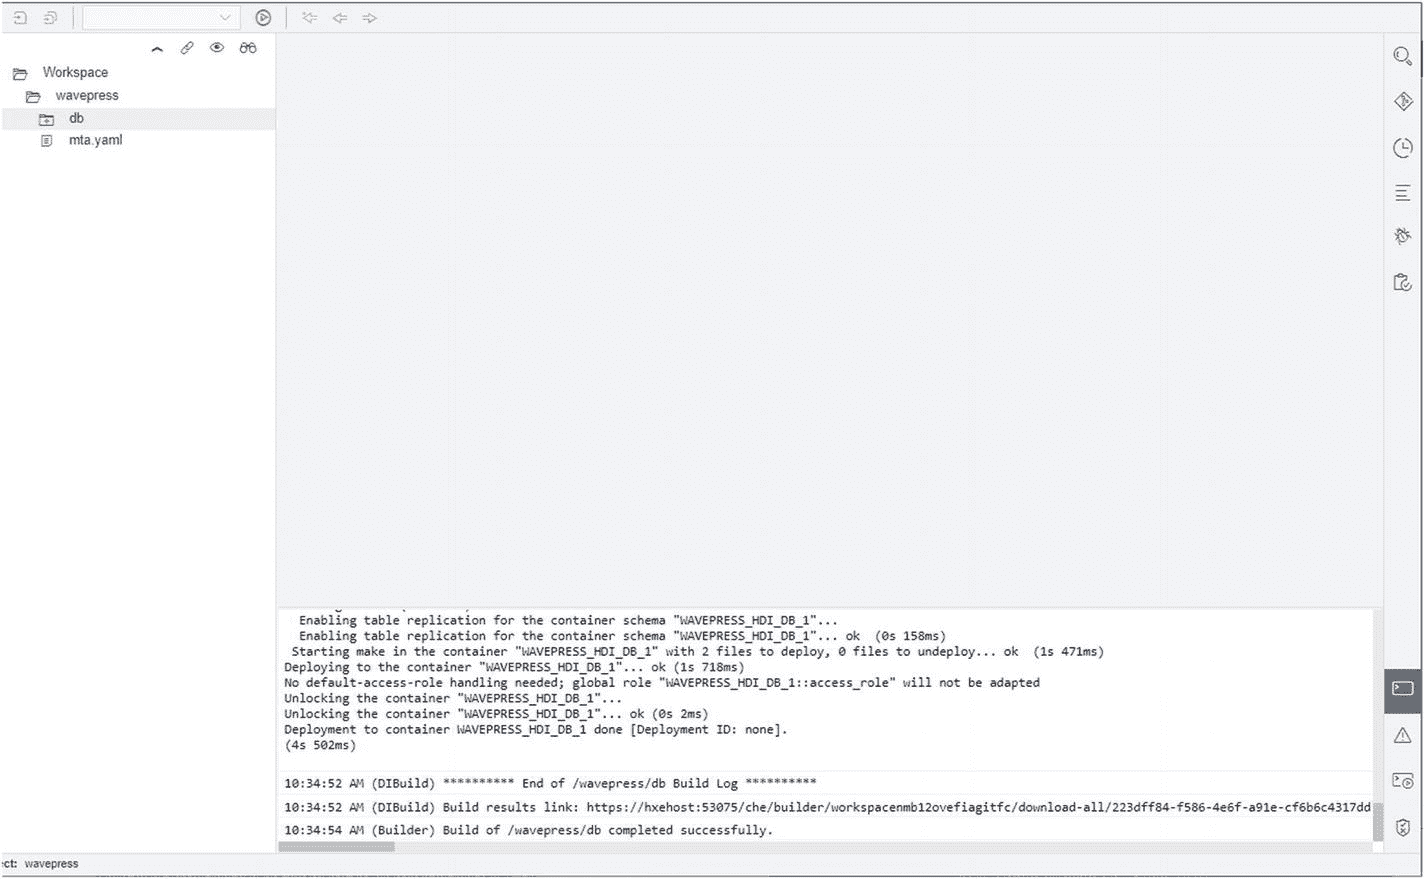 Workspace
wavepress
db
mta.yaml
Enabling table replication for the container schema "WAVEPRESS_HDI_DB_1"...
Enabling table replication for the container schema "WAVEPRESS_HDI_DB_1"... ok (0s 158ms)
Starting make in the container "WAVEPRESS_HDI_DB_1" with 2 files to deploy, 0 files to undeploy... ok (1s 471ms)
Deploying to the container "WAVEPRESS_HDI_DB_1"... ok (1s 718ms)
No default-access-role handling needed; global role "WAVEPRESS_HDI_DB_1::access_role" will not be adapted
Unlocking the container "WAVEPRESS_HDI_DB_1"...
Unlocking the container "WAVEPRESS_HDI_DB_1"... ok (0s 2ms)
Deployment to container WAVEPRESS_HDI_DB_1 done [Deployment ID: none].
(4s 502ms)
10:34:52 AM (DIBuild) ********** End of /wavepress/db Build Log **********
10:34:52 AM (DIBuild) Build results link: https://hxehost:53075/che/builder/workspacenmb12ovefiagitfc/download-all/223dff84-f586-4e6f-a91e-cf6b6c4317dd
10:34:54 AM (Builder) Build of /wavepress/db completed successfully.
ect: wavepress